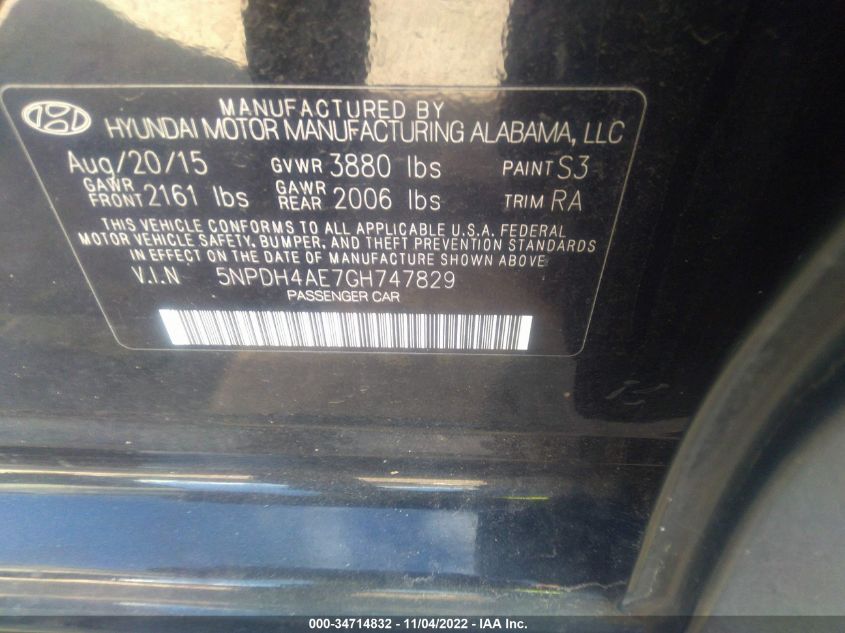 MANUFACTURED BY
HYUNDAI MOTOR MANUFACTURING ALABAMA, LLC
Aug/20/15 GVWR 3880 lbs PAINT S3
GAWR FRONT 2161 lbs GAWR REAR 2006 lbs TRIM RA
THIS VEHICLE CONFORMS TO ALL APPLICABLE U.S.A. FEDERAL
MOTOR VEHICLE SAFETY, BUMPER, AND THEFT PREVENTION STANDARDS
IN EFFECT ON THE DATE OF MANUFACTURE SHOWN ABOVE
V.I.N 5NPDH4AE7GH747829
PASSENGER CAR
000-34714832 - 11/04/2022 - IAA Inc.